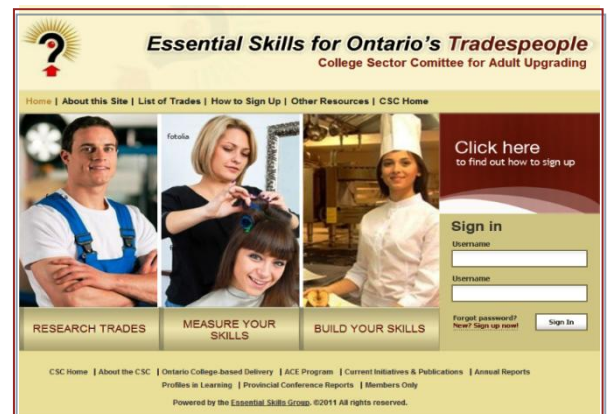 ?
Essential Skills for Ontario's Tradespeople
College Sector Comittee for Adult Upgrading
Home | About this Site | List of Trades | How to Sign Up | Other Resources | CSC Home
fotolia
Click here
to find out how to sign up
Sign in
Username
Username
Forgot password?
New? Sign up now!
Sign In
RESEARCH TRADES
MEASURE YOUR
SKILLS
BUILD YOUR SKILLS
CSC Home | About the CSC | Ontario College-based Delivery | ACE Program | Current Initiatives & Publications | Annual Reports
Profiles in Learning | Provincial Conference Reports | Members Only
Powered by the Essential Skills Group. ©2011 All rights reserved.